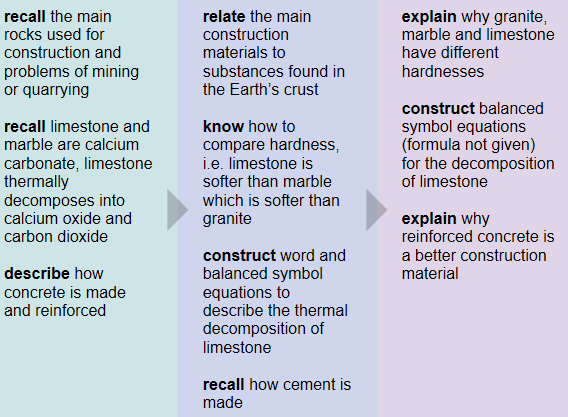 recall the main
rocks used for
construction and
problems of mining
or quarrying
recall limestone and
marble are calcium
carbonate, limestone
thermally
decomposes into
calcium oxide and
carbon dioxide
describe how
concrete is made
and reinforced
relate the main
construction
materials to
substances found in
the Earth's crust
know how to
compare hardness,
i.e. limestone is
softer than marble
which is softer than
granite
construct word and
balanced symbol
equations to
describe the thermal
decomposition of
limestone
recall how cement is
made
explain why granite,
marble and limestone
have different
hardnesses
construct balanced
symbol equations
(formula not given)
for the decomposition
of limestone
explain why
reinforced concrete is
a better construction
material